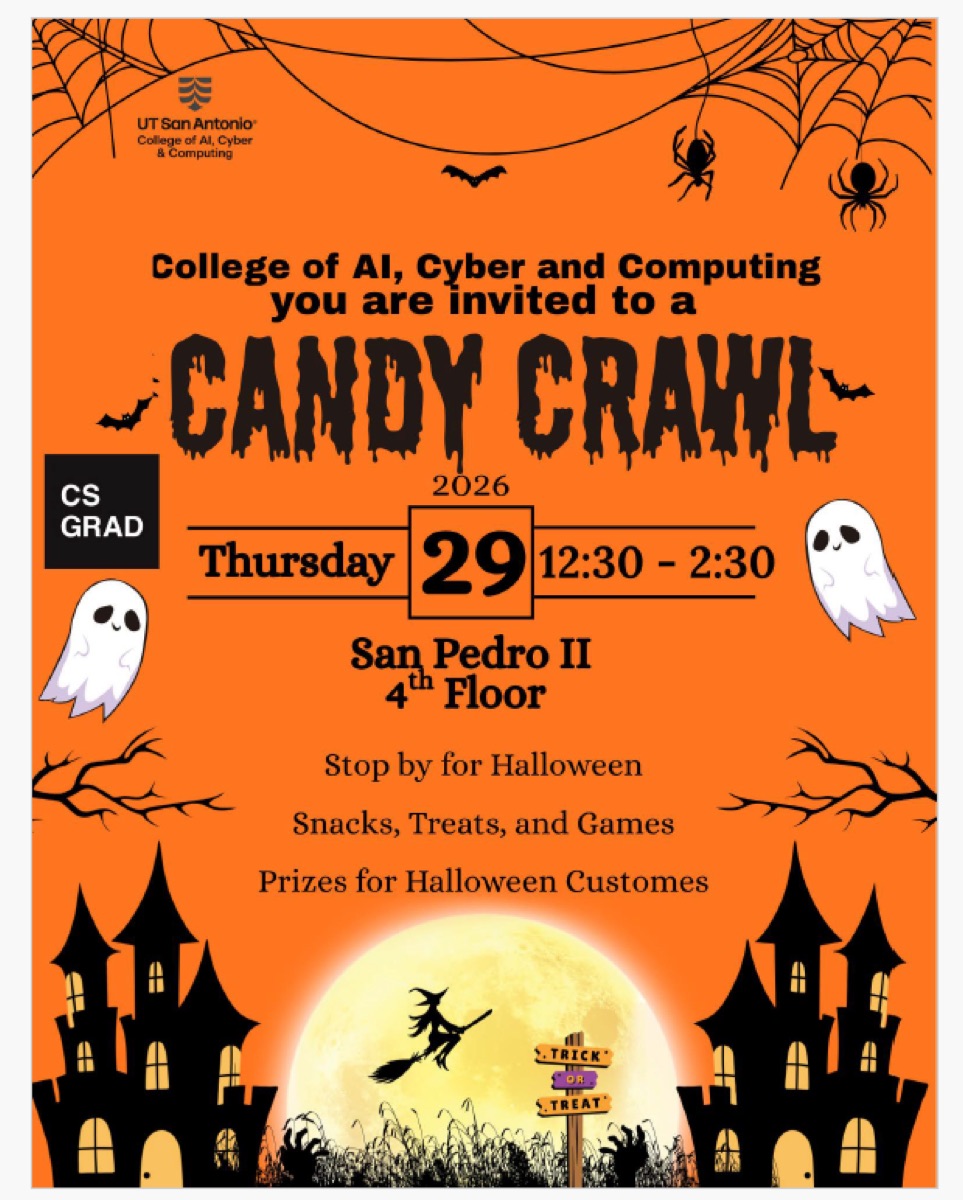 UT San Antonio®
College of AI, Cyber
& Computing
College of AI, Cyber and Computing
you are invited to a
CANDY CRAWL
2026
CS
GRAD
Thursday 29 12:30 - 2:30
San Pedro II
4th Floor
Stop by for Halloween
Snacks, Treats, and Games
Prizes for Halloween Customes
TRICK
OR
TREAT